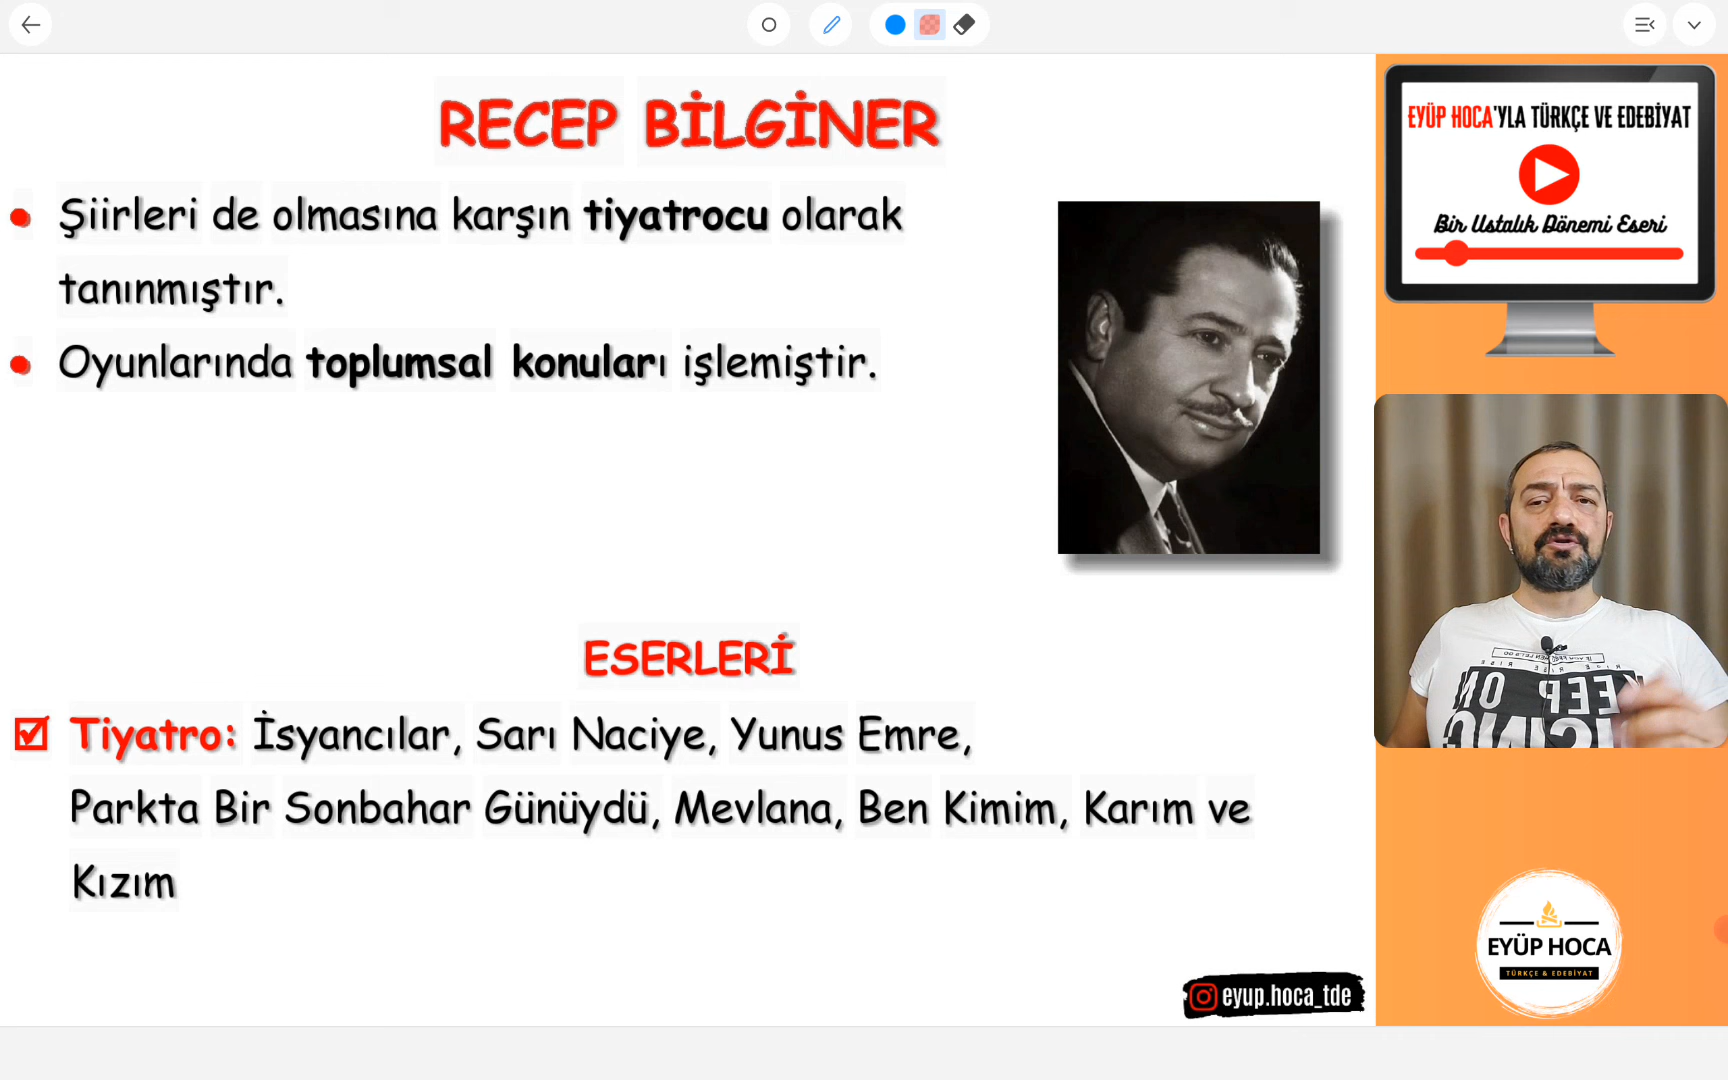 RECEP BİLGİNER
Şiirleri de olmasına karşın tiyatrocu olarak
tanınmıştır.
Oyunlarında toplumsal konuları işlemiştir.
ESERLERİ
Tiyatro: İsyancılar, Sarı Naciye, Yunus Emre,
Parkta Bir Sonbahar Günüydü, Mevlana, Ben Kimim, Karım ve
Kızım
eyup.hoca_tde
EYÜP HOCA'YLA TÜRKÇE VE EDEBİYAT
Bir Ustalık Dönemi Eseri
KEEP ON
EYÜP HOCA
TÜRKÇE & EDEBİYAT